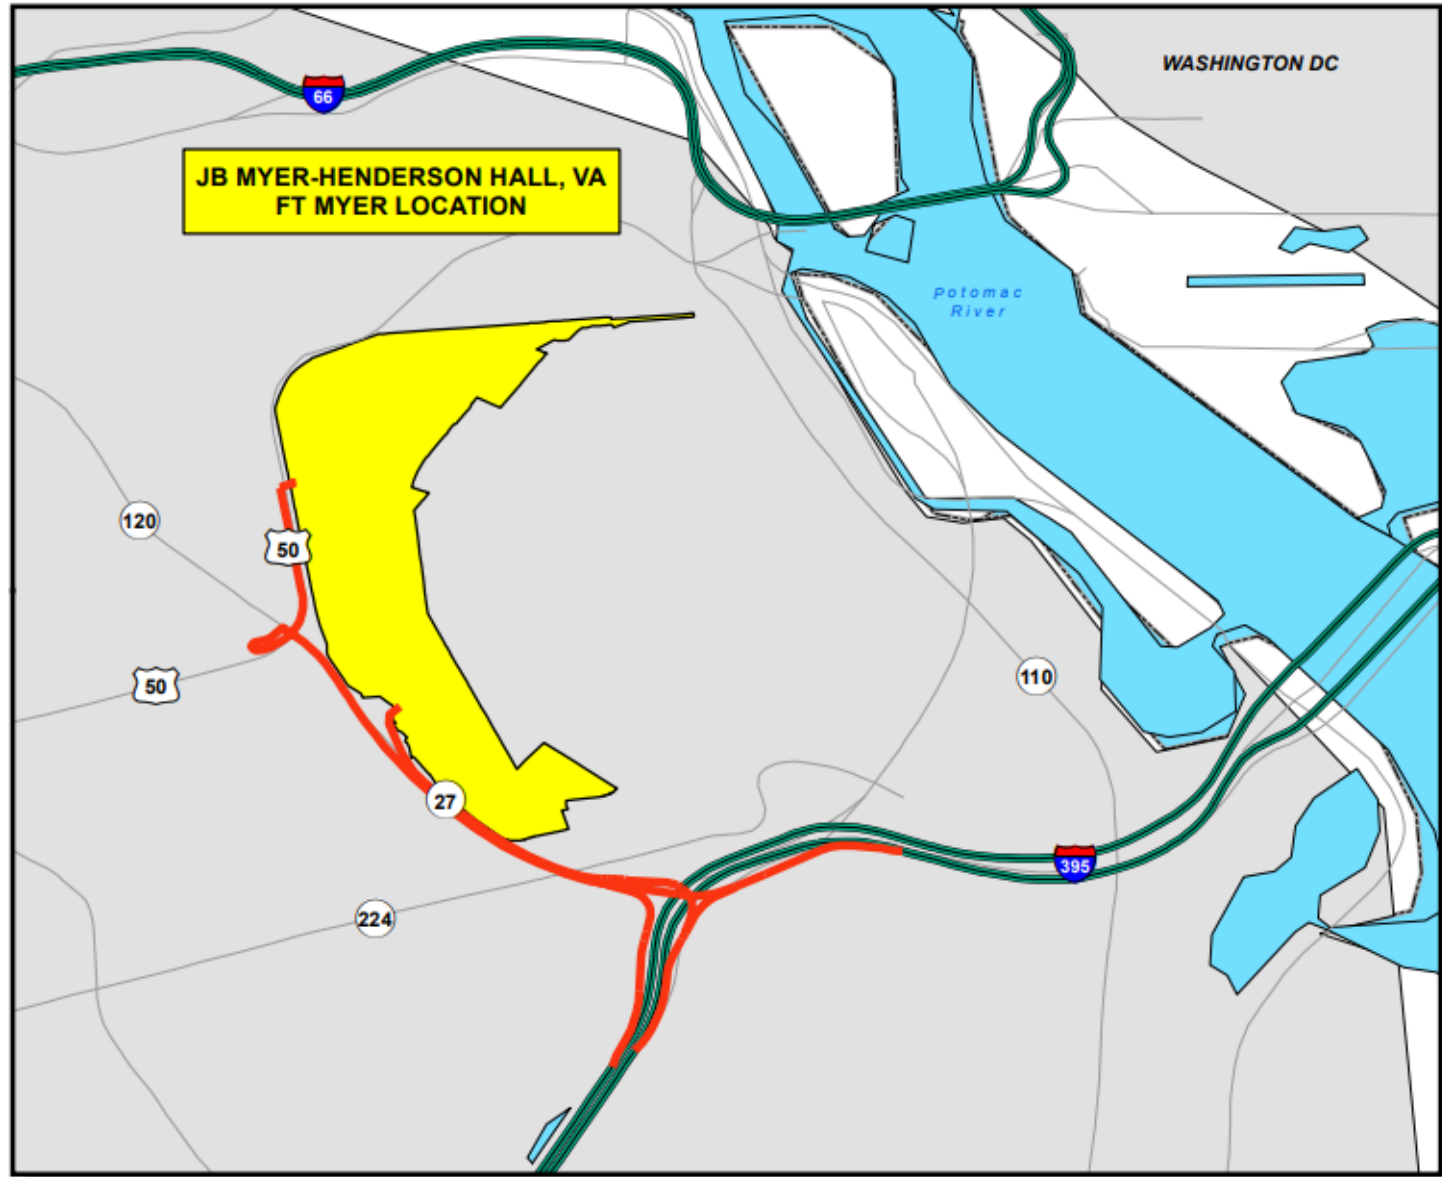 WASHINGTON DC
66
JB MYER-HENDERSON HALL, VA
FT MYER LOCATION
Potomac
River
120
50
50
110
27
395
224